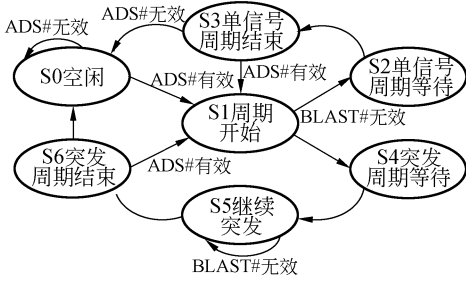 ADS#无效
ADS#无效
S3单信号
周期结束
S0空闲
ADS#有效
ADS#有效
S2单信号
周期等待
S1周期
开始
BLAST#无效
S6突发
周期结束
ADS#有效
S4突发
周期等待
S5继续
突发
BLAST#无效